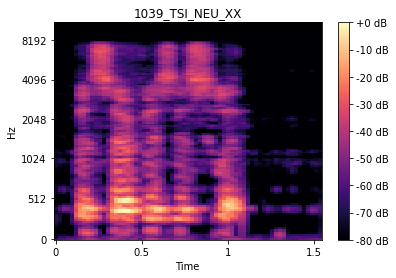 1039_TSI_NEU_XX
Hz
8192
4096
2048
1024
512
0
0
0.5
1
1.5
Time
+0 dB
-10 dB
-20 dB
-30 dB
-40 dB
-50 dB
-60 dB
-70 dB
-80 dB